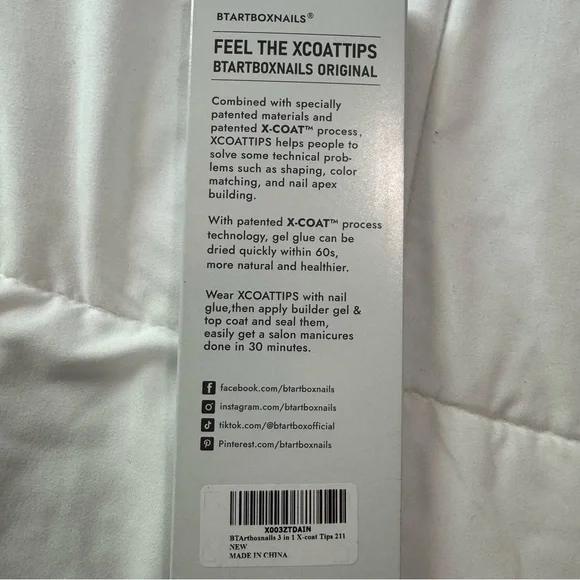 BTARTBOXNAILS®
FEEL THE XCOATTIPS
BTARTBOXNAILS ORIGINAL
Combined with specially
patented materials and
patented X-COAT™ process,
XCOATTIPS helps people to
solve some technical prob-
lems such as shaping, color
matching, and nail apex
building.
With patented X-COAT™ process
technology, gel glue can be
dried quickly within 60s,
more natural and healthier.
Wear XCOATTIPS with nail
glue,then apply builder gel &
top coat and seal them,
easily get a salon manicures
done in 30 minutes.
facebook.com/btartboxnails
instagram.com/btartboxnails
tiktok.com/@btartboxofficial
Pinterest.com/btartboxnails
X003ZTDAIN
BTArtboxnails 3 in 1 X-coat Tips 211
NEW
MADE IN CHINA